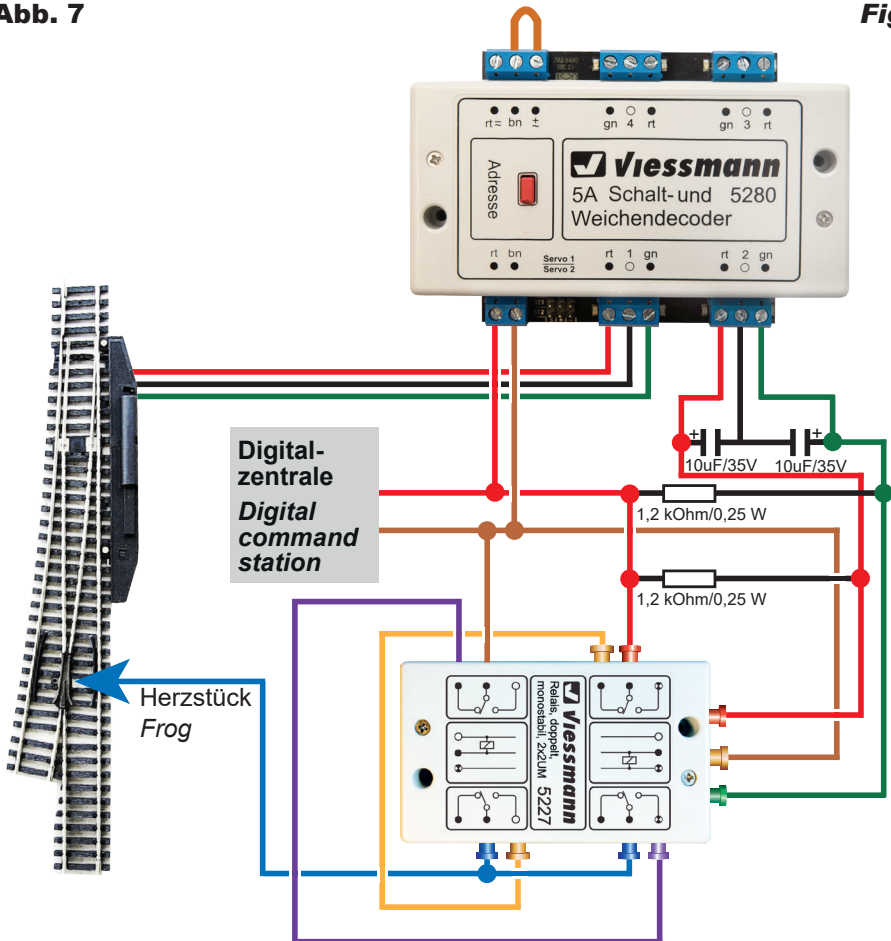 Abb. 7
Fig
rt ≂ bn ±~
gn 4 rt
gn 3 rt
Adresse
Viessmann
5A Schalt- und 5280
Weichendecoder
rt bn
Servo 1
Servo 2
rt 1 gn
rt 2 gn
+
+
10uF/35V
10uF/35V
Digital-
zentrale
Digital
command
station
1,2 kOhm/0,25 W
1,2 kOhm/0,25 W
Herzstück
Frog
Viessmann
Relais, doppelt,
monostabil, 2x2UM 5227